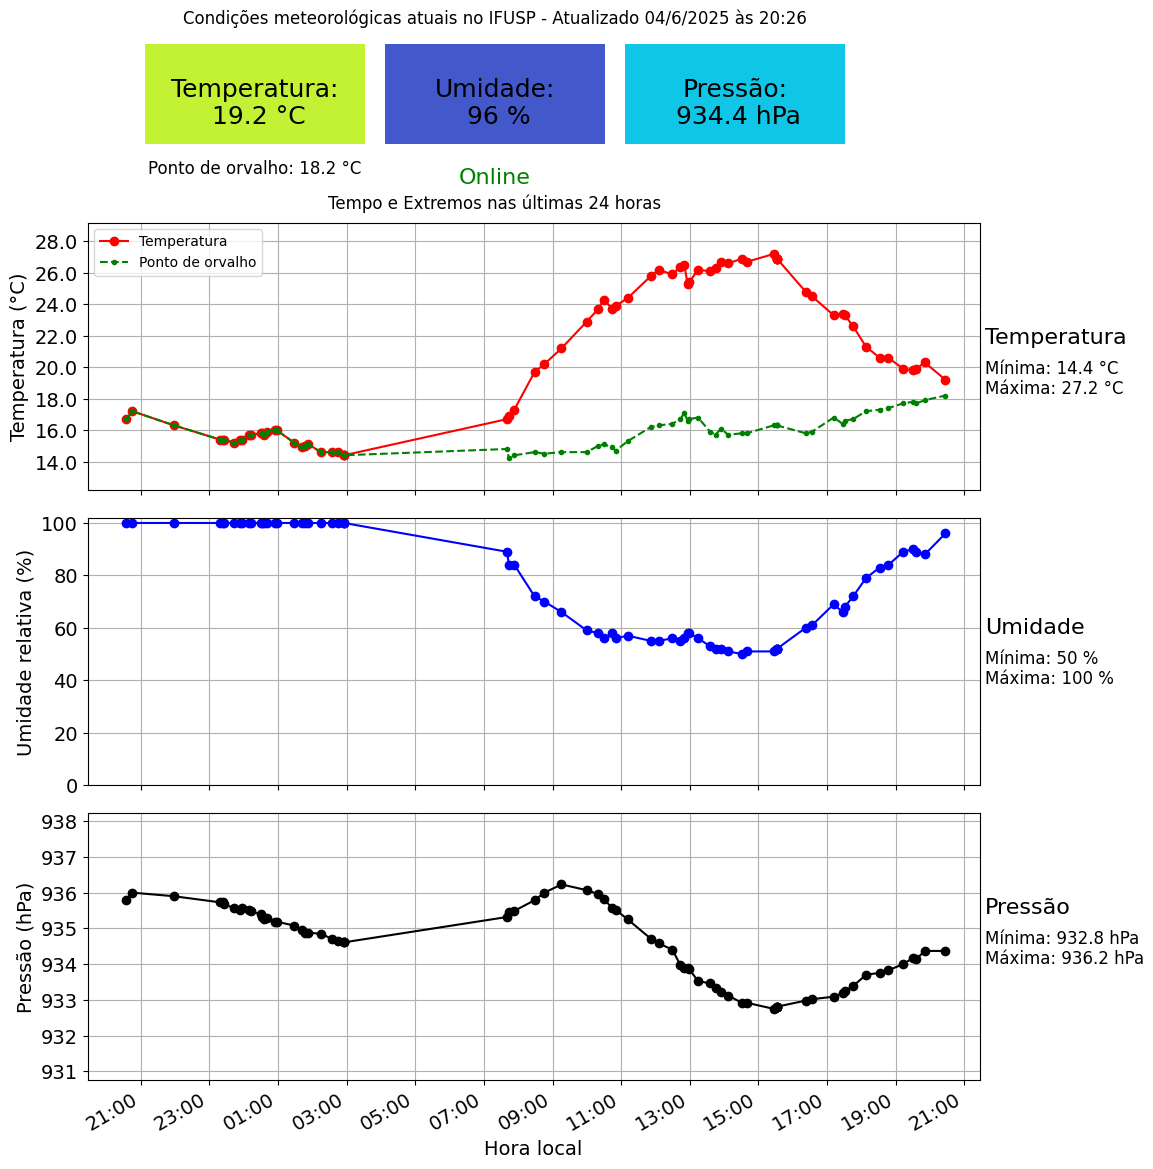 Condições meteorológicas atuais no IFUSP - Atualizado 04/6/2025 às 20:26
Temperatura:
19.2 °C
Umidade:
96 %
Pressão:
934.4 hPa
Ponto de orvalho: 18.2 °C
Online
Tempo e Extremos nas últimas 24 horas
Temperatura (°C)
28.0
26.0
24.0
22.0
20.0
18.0
16.0
14.0
Temperatura
Ponto de orvalho
Temperatura
Mínima: 14.4 °C
Máxima: 27.2 °C
Umidade relativa (%)
100
80
60
40
20
0
Umidade
Mínima: 50 %
Máxima: 100 %
Pressão (hPa)
938
937
936
935
934
933
932
931
Pressão
Mínima: 932.8 hPa
Máxima: 936.2 hPa
21:00 23:00 01:00 03:00 05:00 07:00 09:00 11:00 13:00 15:00 17:00 19:00 21:00
Hora local